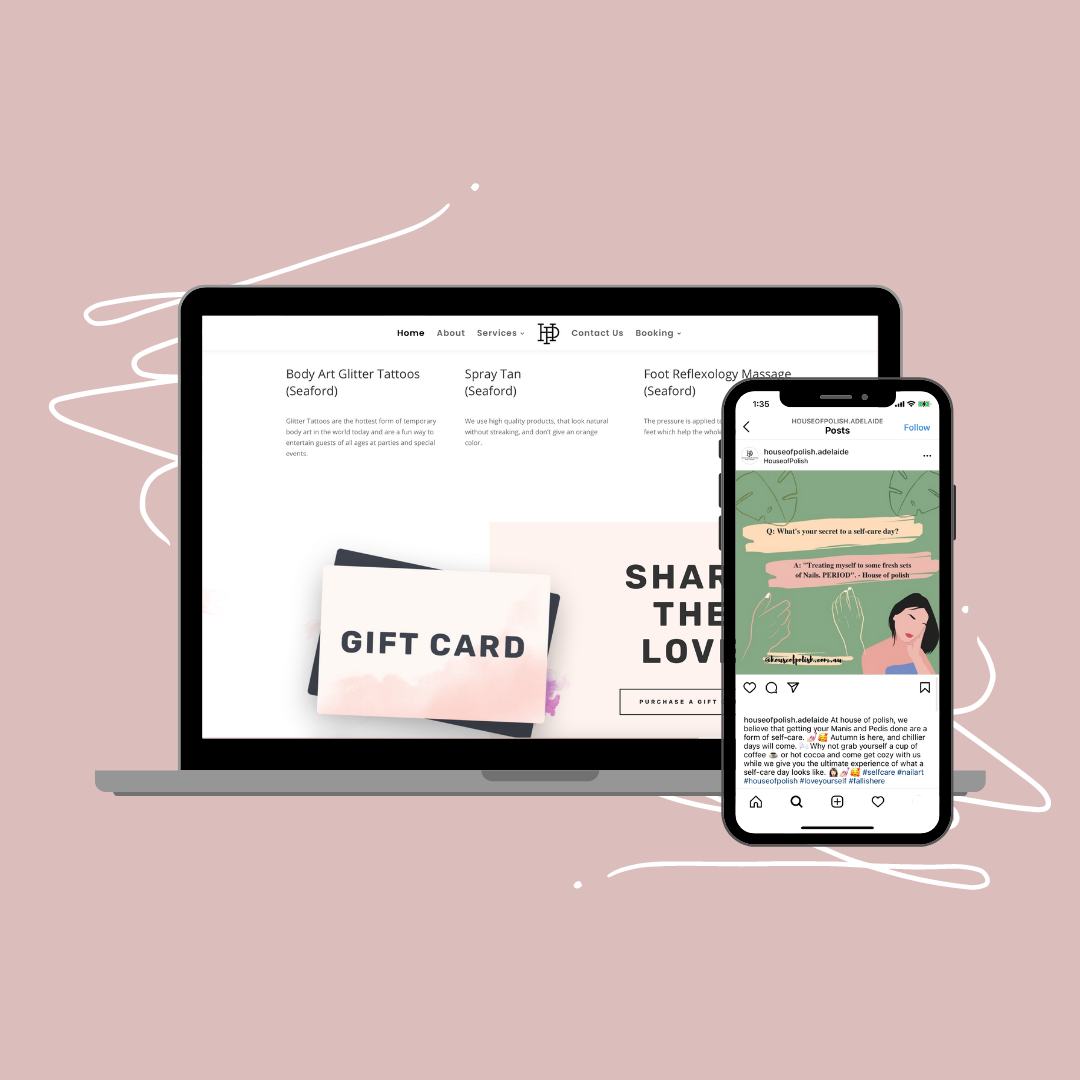 Home About Services Contact Us Booking
Body Art Glitter Tattoos
(Seaford)
Glitter Tattoos are the hottest form of temporary
body art in the world today and are a fun way to
entertain guests of all ages at parties and special
events.
Spray Tan
(Seaford)
We use high quality products, that look natural
without streaking, and don't give an orange
color.
Foot Reflexology Massage
(Seaford)
The pressure is applied to
feet which help the whole
GIFT CARD
SHAR
THE
LOV
PURCHASE A GIFT
1:35
HOUSEOFPOLISH.ADELAIDE
Posts
Follow
houseofpolish.adelaide
HouseofPolish
Q: What's your secret to a self-care day?
A: "Treating myself to some fresh sets
of Nails. PERIOD". - House of polish
@houseofpolish.com.au
houseofpolish.adelaide At house of polish, we
believe that getting your Manis and Pedis done are a
form of self-care. 💅🥰 Autumn is here, and chillier
days will come. 🌬 Why not grab yourself a cup of
coffee ☕ or hot cocoa and come get cozy with us
while we give you the ultimate experience of what a
self-care day looks like. 💆🏻‍♀️💅🥰 #selfcare #nailart
#houseofpolish #loveyourself #fallishere